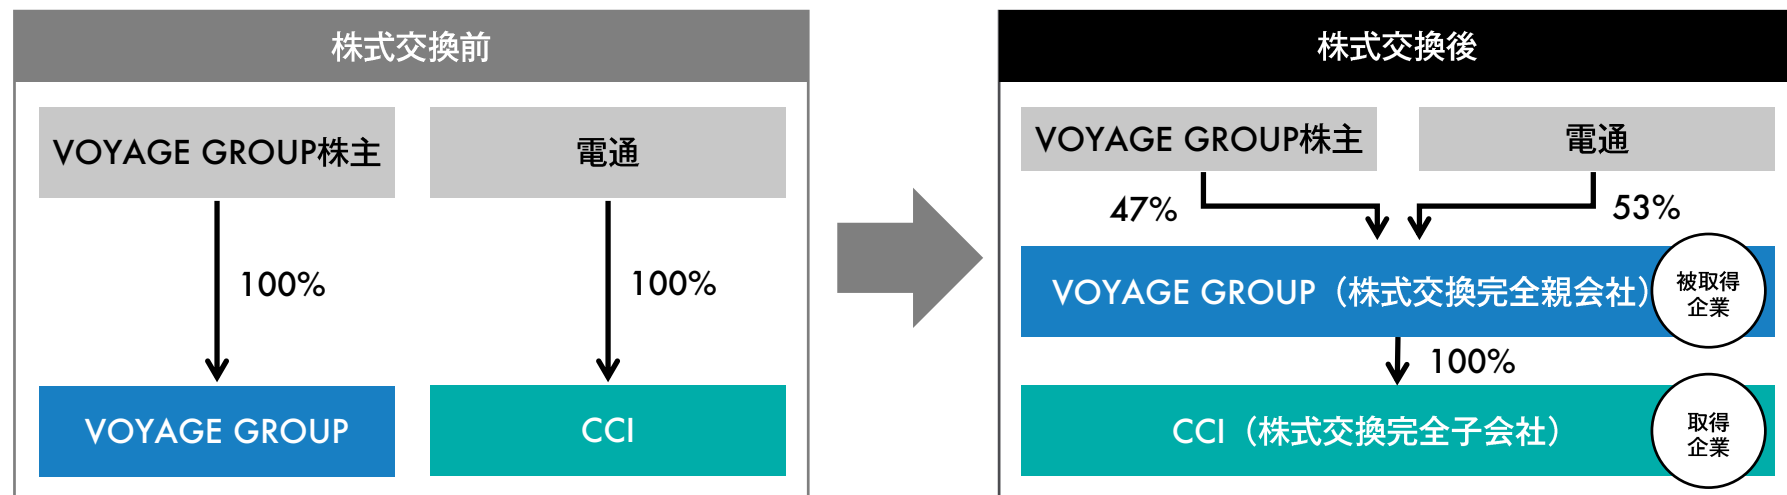 株式交換前
VOYAGE GROUP株主
電通
100%
100%
VOYAGE GROUP
CCI
株式交換後
VOYAGE GROUP株主
電通
47%
53%
VOYAGE GROUP（株式交換完全親会社）
被取得
企業
100%
CCI（株式交換完全子会社）
取得
企業